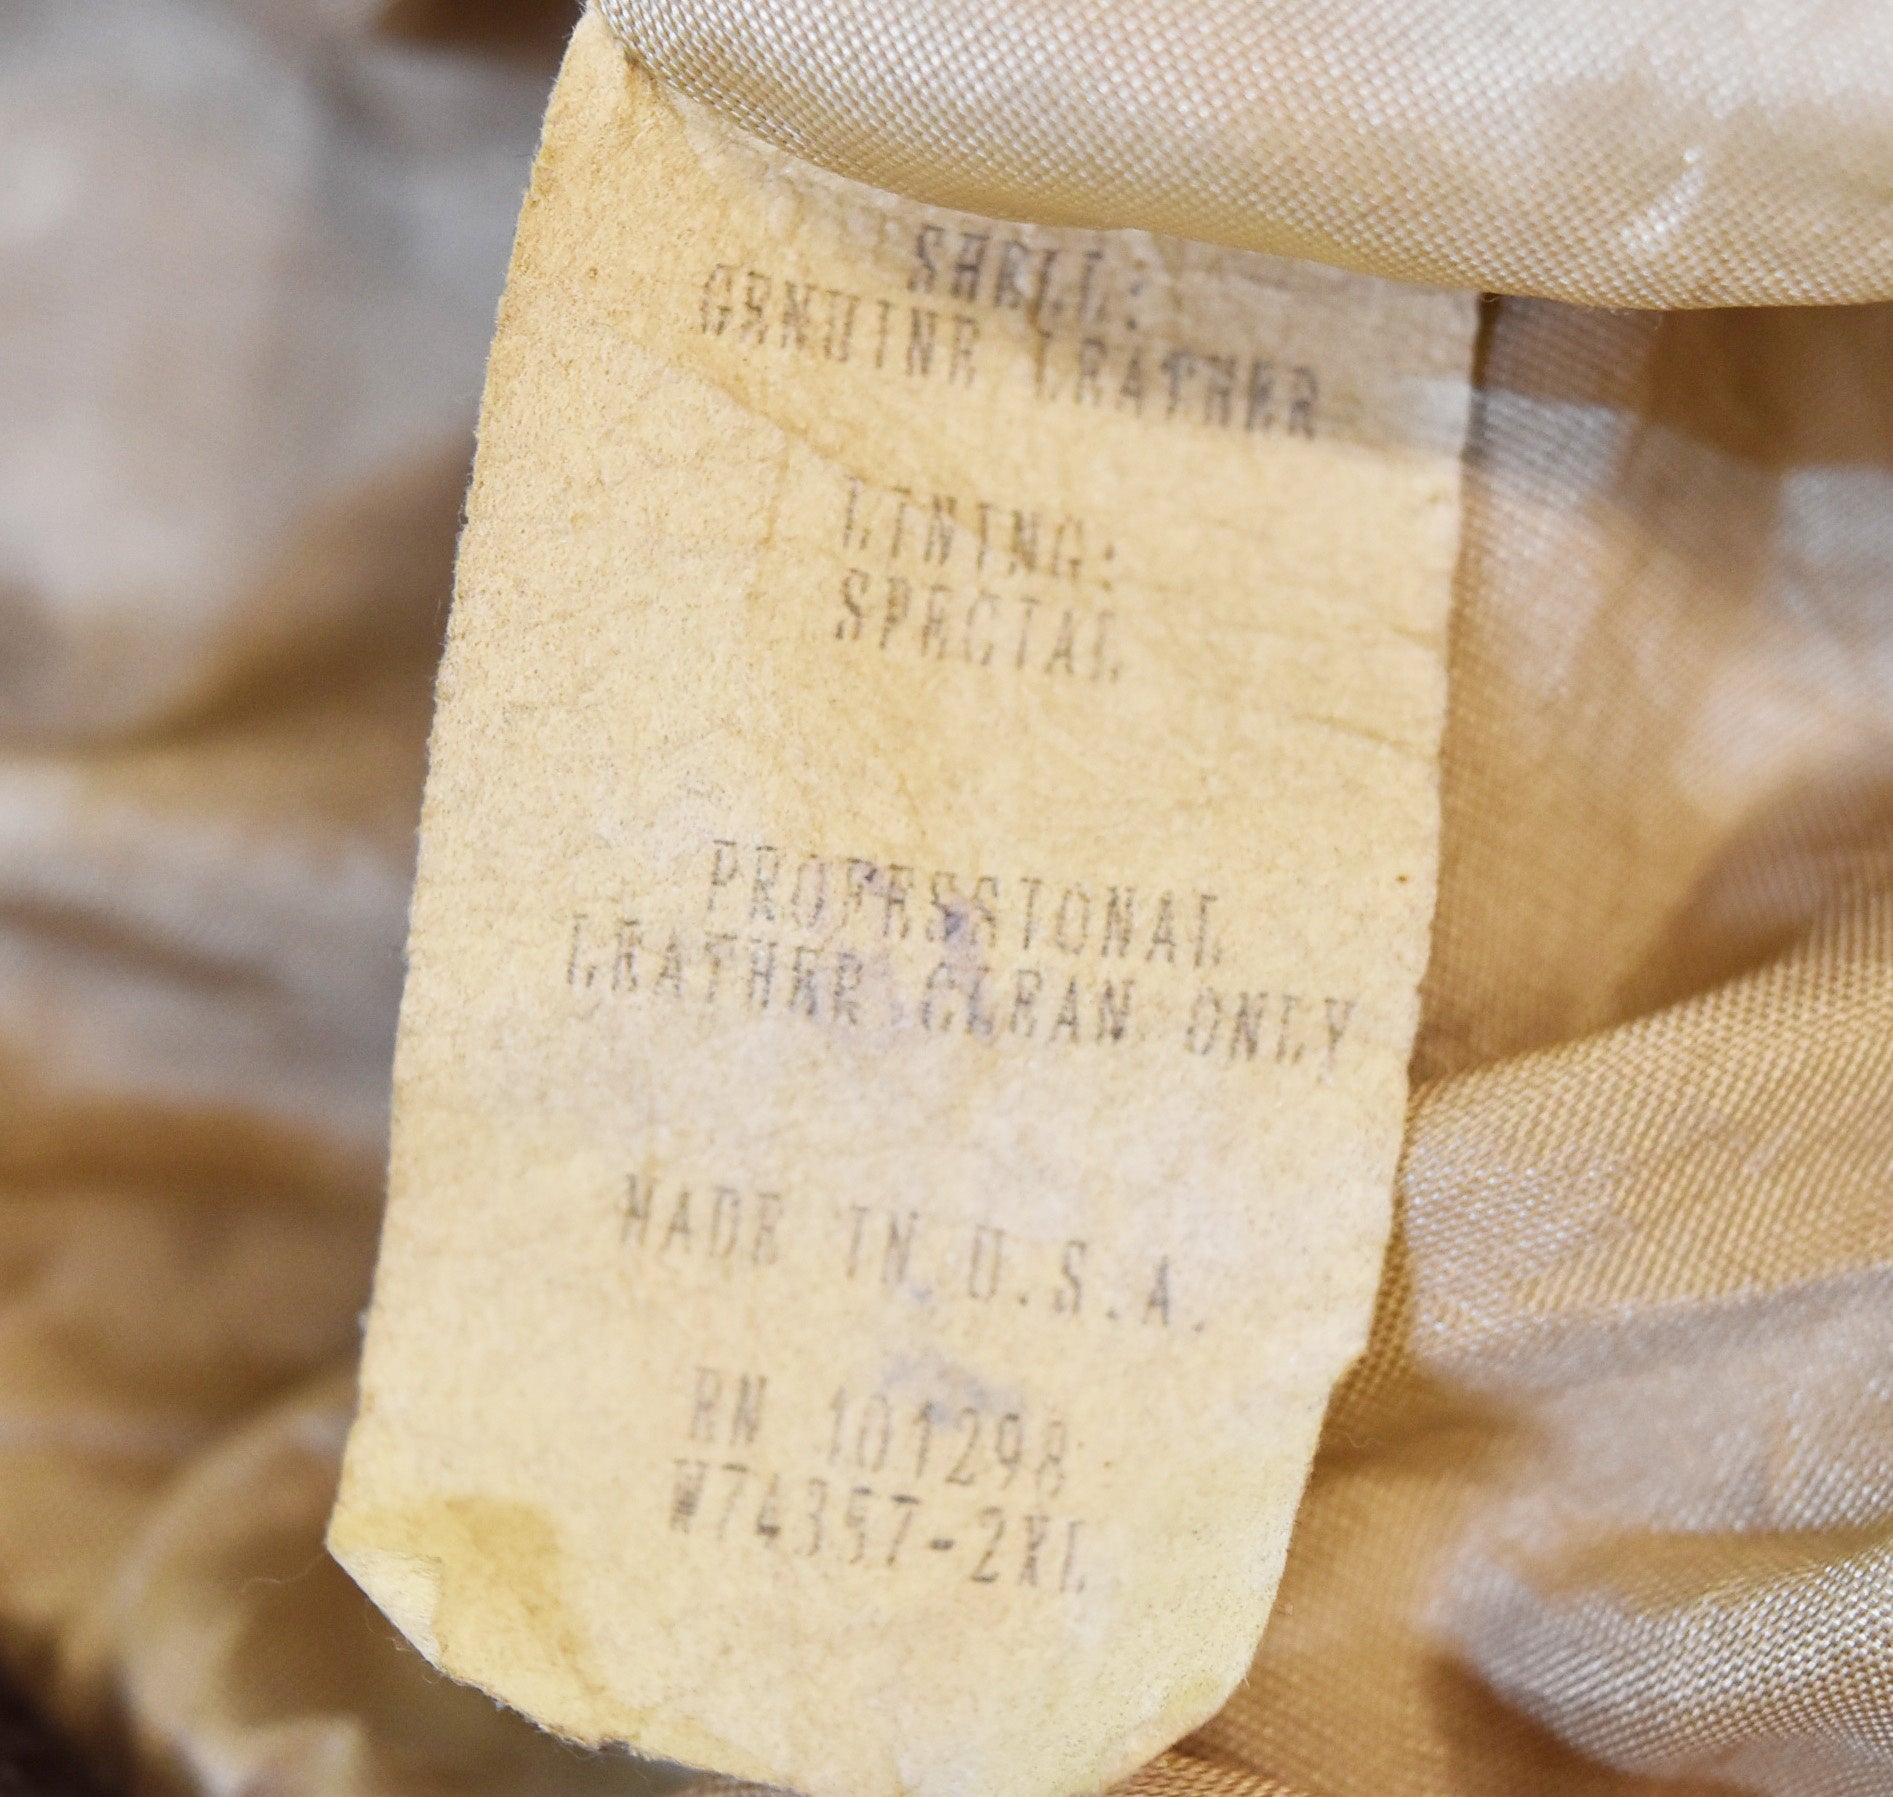 SHELL:
GENUINE LEATHER
LINING:
SPECIAL
PROFESSIONAL
LEATHER CLEAN ONLY
MADE IN U.S.A.
RN 101298
W74357-2XL